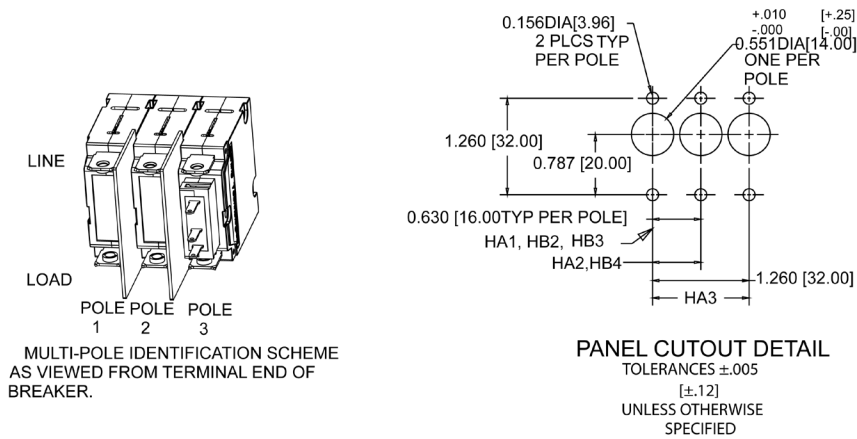 LINE
LOAD
POLE POLE POLE
1 2 3
MULTI-POLE IDENTIFICATION SCHEME
AS VIEWED FROM TERMINAL END OF
BREAKER.
0.156DIA[3.96]
2 PLCS TYP
PER POLE
+.010 [+.25]
-.000 [-.00]
0.551DIA[14.00]
ONE PER
POLE
1.260 [32.00]
0.787 [20.00]
0.630 [16.00TYP PER POLE]
HA1, HB2, HB3
HA2,HB4
1.260 [32.00]
HA3
PANEL CUTOUT DETAIL
TOLERANCES ±.005
[±.12]
UNLESS OTHERWISE
SPECIFIED